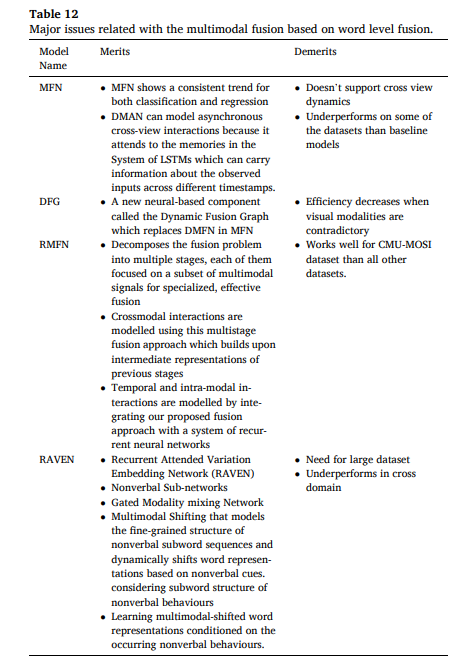 Table 12
Major issues related with the multimodal fusion based on word level fusion.
Model Name Merits Demerits
MFN
• MFN shows a consistent trend for
both classification and regression
• DMAN can model asynchronous
cross-view interactions because it
attends to the memories in the
System of LSTMs which can carry
information about the observed
inputs across different timestamps.
• Doesn't support cross view
dynamics
• Underperforms on some of
the datasets than baseline
models
DFG
• A new neural-based component
called the Dynamic Fusion Graph
which replaces DMFN in MFN
• Efficiency decreases when
visual modalities are
contradictory
RMFN
• Decomposes the fusion problem
into multiple stages, each of them
focused on a subset of multimodal
signals for specialized, effective
fusion
• Crossmodal interactions are
modelled using this multistage
fusion approach which builds upon
intermediate representations of
previous stages
• Temporal and intra-modal in-
teractions are modelled by inte-
grating our proposed fusion
approach with a system of recur-
rent neural networks
• Works well for CMU-MOSI
dataset than all other
datasets.
RAVEN
• Recurrent Attended Variation
Embedding Network (RAVEN)
• Nonverbal Sub-networks
• Gated Modality mixing Network
• Multimodal Shifting that models
the fine-grained structure of
nonverbal subword sequences and
dynamically shifts word represen-
tations based on nonverbal cues.
considering subword structure of
nonverbal behaviours
• Learning multimodal-shifted word
representations conditioned on the
occurring nonverbal behaviours.
• Need for large dataset
• Underperforms in cross
domain